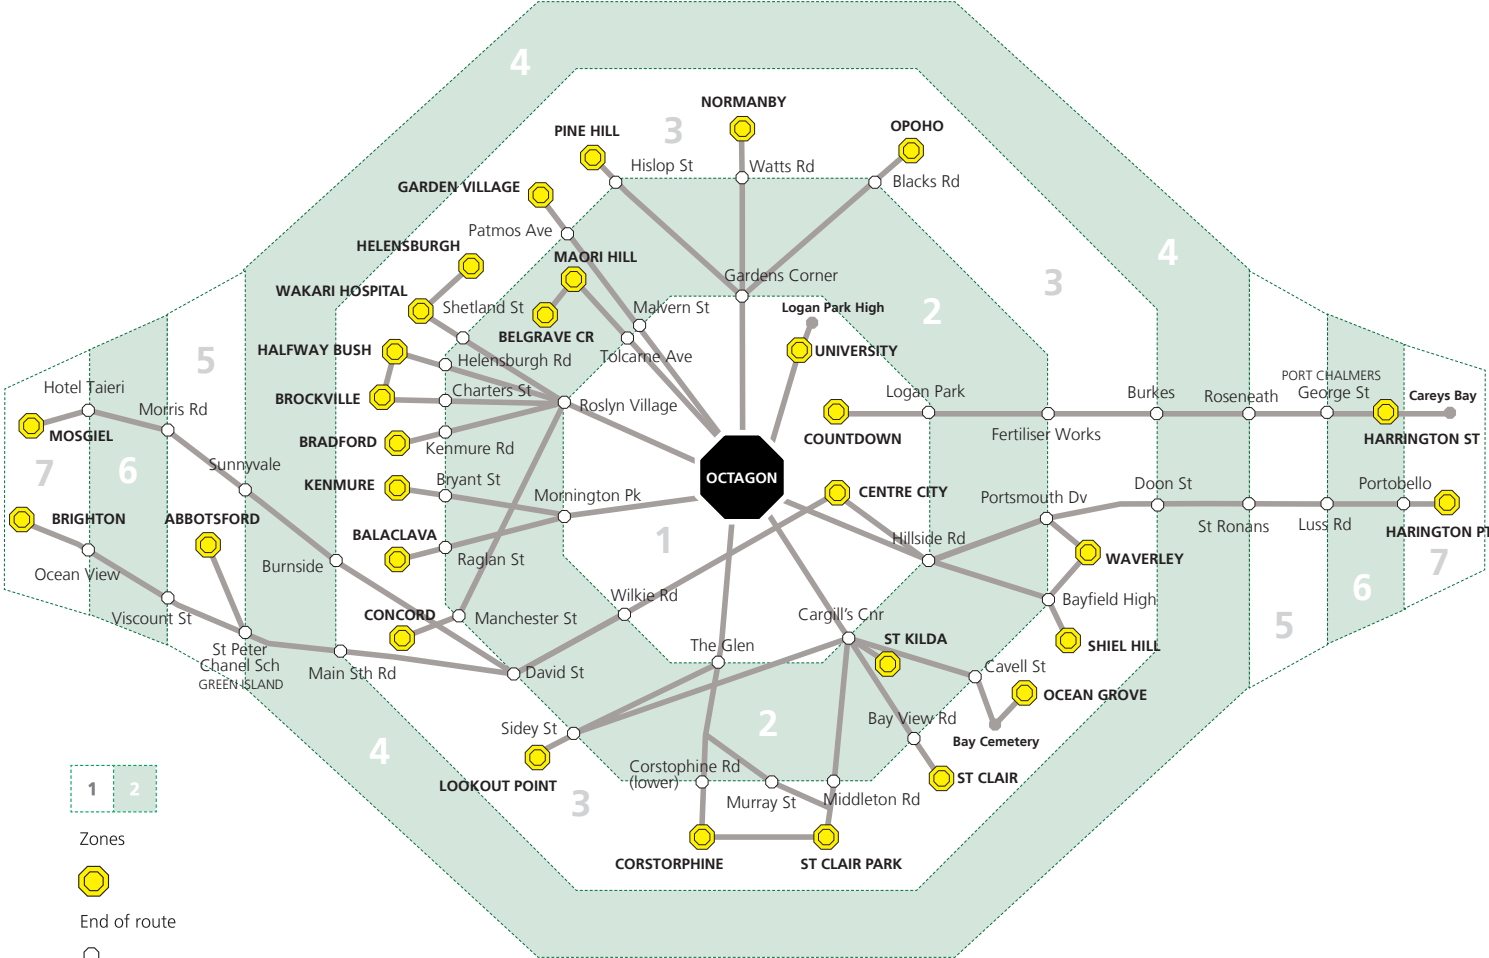 4
NORMANBY
PINE HILL
3
OPOHO
Hislop St
Watts Rd
Blacks Rd
GARDEN VILLAGE
Patmos Ave
HELENSBURGH
MAORI HILL
4
Gardens Corner
3
WAKARI HOSPITAL
Shetland St
Malvern St
Logan Park High
2
BELGRAVE CR
HALFWAY BUSH
Helensburgh Rd
Tolcarne Ave
UNIVERSITY
5
Hotel Taieri
Morris Rd
BROCKVILLE
Charters St
Roslyn Village
Logan Park
Burkes
Roseneath
PORT CHALMERS
George St
Careys Bay
MOSGIEL
BRADFORD
Kenmure Rd
COUNTDOWN
Fertiliser Works
HARRINGTON ST
7
6
Sunnyvale
KENMURE
Bryant St
Mornington Pk
OCTAGON
CENTRE CITY
Portsmouth Dv
Doon St
Portobello
BRIGHTON
ABBOTSFORD
St Ronans
Luss Rd
HARINGTON PT
BALACLAVA
Raglan St
1
Hillside Rd
WAVERLEY
7
Ocean View
Burnside
6
Viscount St
CONCORD
Manchester St
Wilkie Rd
Cargill's Cnr
Bayfield High
5
St Peter
Chanel Sch
GREEN ISLAND
Main Sth Rd
David St
The Glen
ST KILDA
SHIEL HILL
Cavell St
OCEAN GROVE
Sidey St
2
Bay View Rd
Bay Cemetery
4
LOOKOUT POINT
Corstophine Rd
(lower)
Murray St
Middleton Rd
ST CLAIR
3
CORSTORPHINE
ST CLAIR PARK
1
2
Zones
End of route